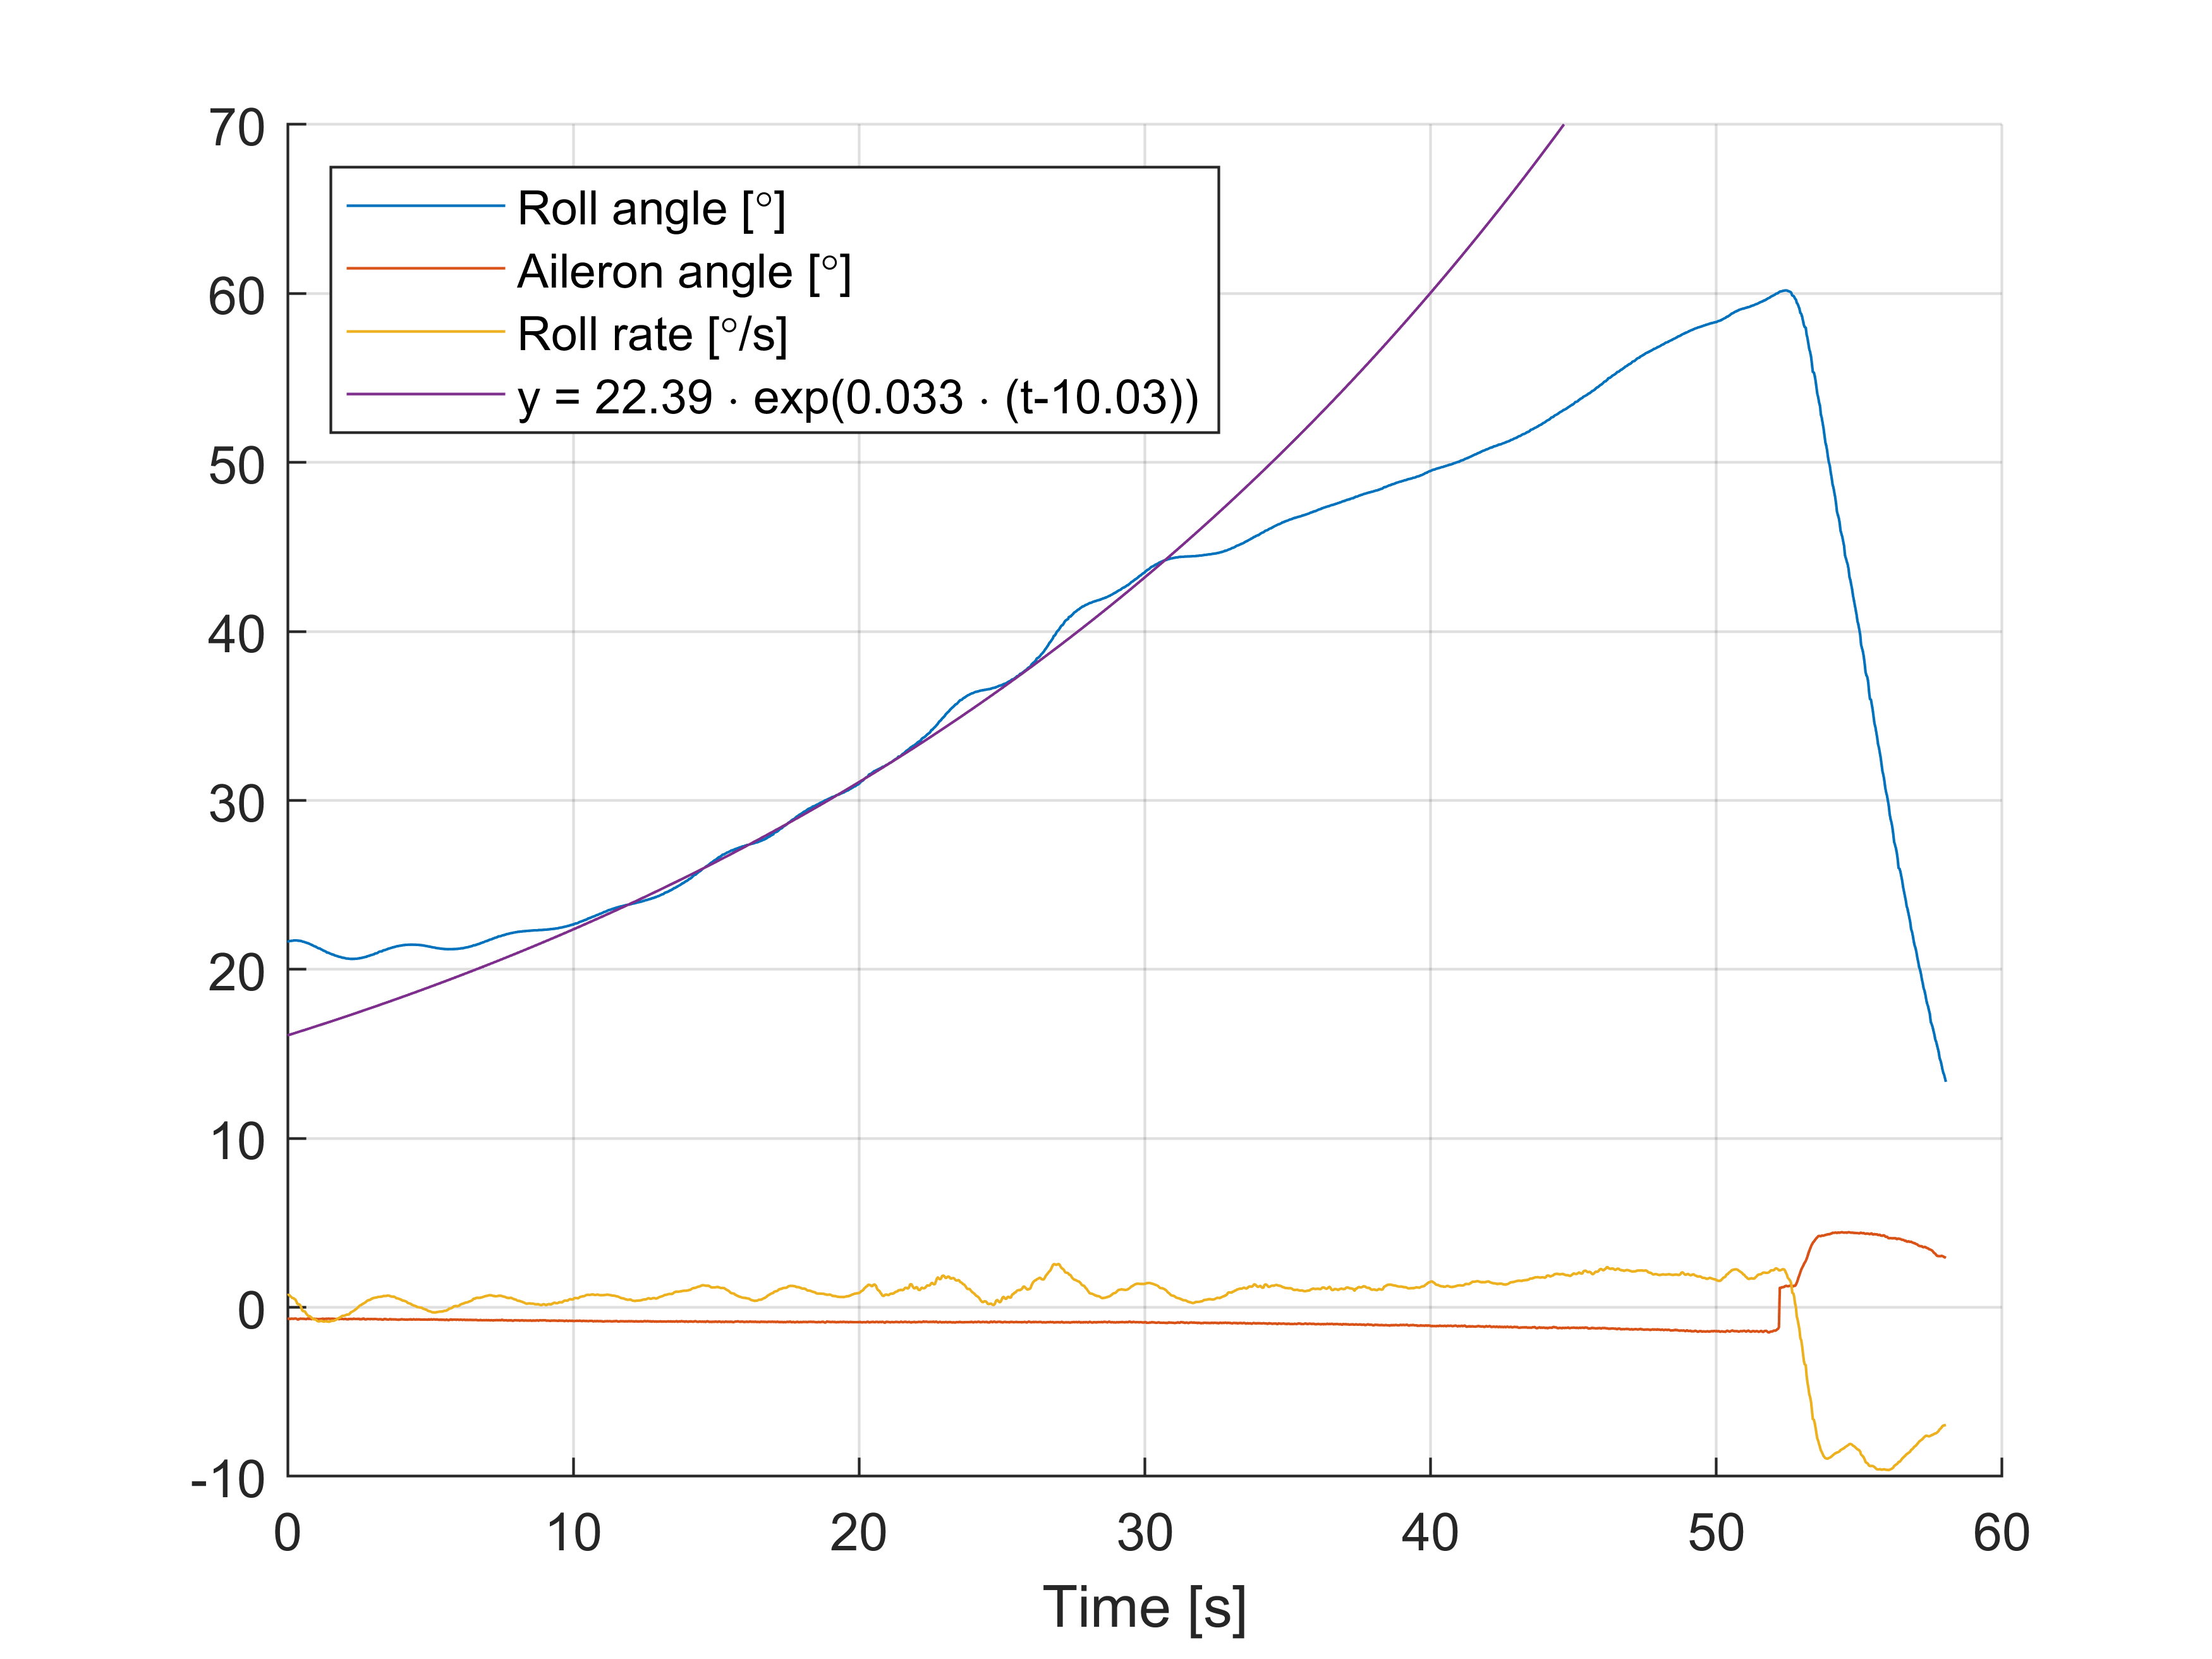 70
60
50
40
30
20
10
0
-10
Roll angle [°]
Aileron angle [°]
Roll rate [°/s]
y = 22.39 · exp(0.033 · (t-10.03))
0 10 20 30 40 50 60
Time [s]